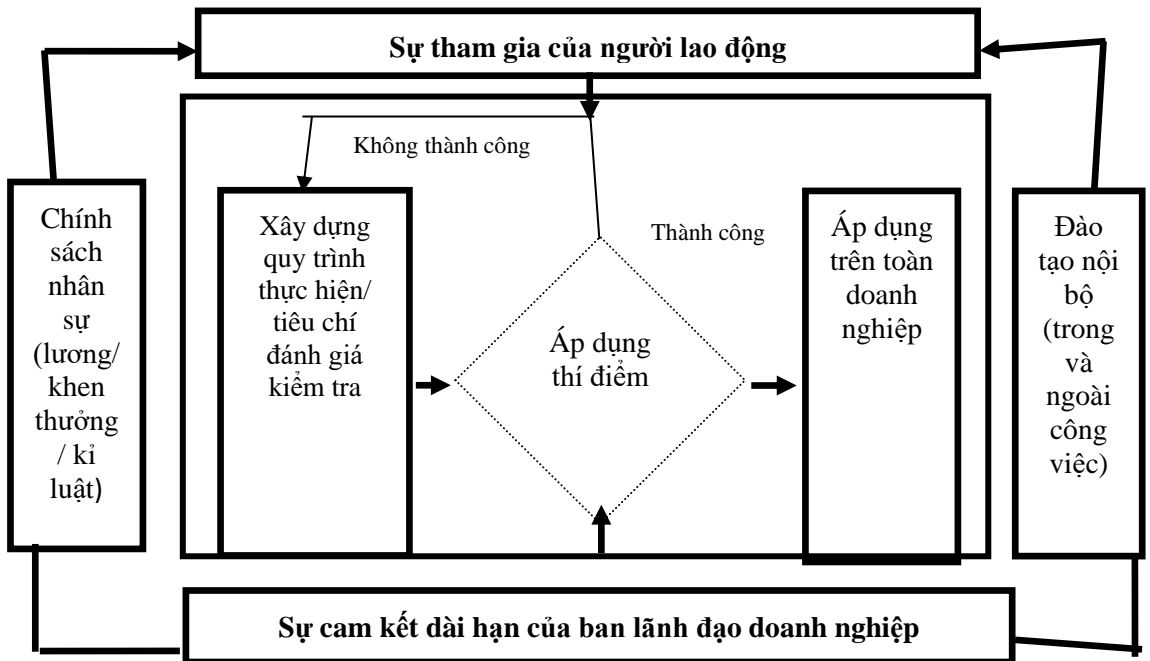 Sự tham gia của người lao động
Không thành công
Chính
sách
nhân
sự
(lương/
khen
thưởng
/ kỉ
luật)
Xây dựng
quy trình
thực hiện/
tiêu chí
đánh giá
kiểm tra
Áp dụng
thí điểm
Thành công
Áp dụng
trên toàn
doanh
nghiệp
Đào
tạo nội
bộ
(trong
và
ngoài
công
việc)
Sự cam kết dài hạn của ban lãnh đạo doanh nghiệp